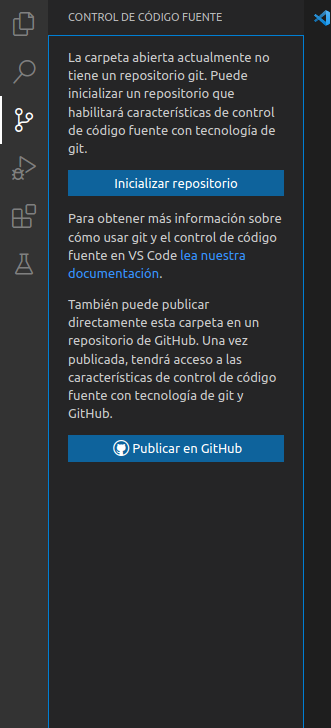 CONTROL DE CÓDIGO FUENTE
La carpeta abierta actualmente no
tiene un repositorio git. Puede
inicializar un repositorio que
habilitará características de control
de código fuente con tecnología de
git.
Inicializar repositorio
Para obtener más información sobre
cómo usar git y el control de código
fuente en VS Code lea nuestra
documentación.
También puede publicar
directamente esta carpeta en un
repositorio de GitHub. Una vez
publicada, tendrá acceso a las
características de control de código
fuente con tecnología de git y
GitHub.
Publicar en GitHub